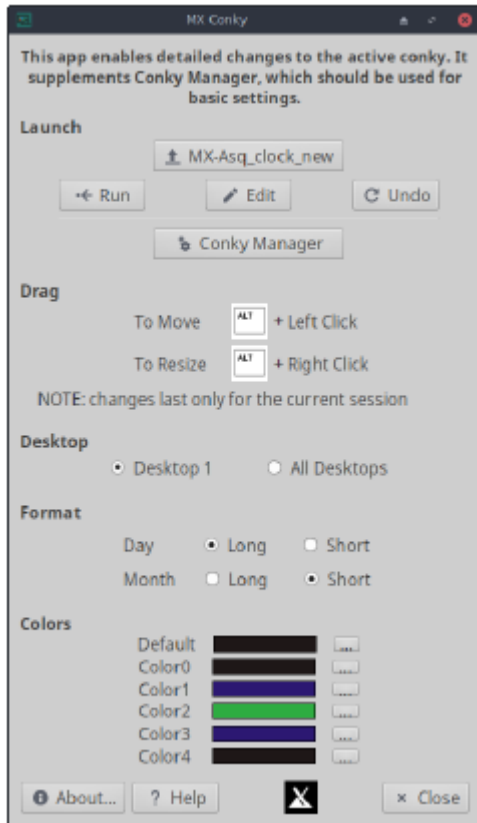 MX Conky
This app enables detailed changes to the active conky. It
supplements Conky Manager, which should be used for
basic settings.
Launch
MX-Asq_clock_new
Run Edit Undo
Conky Manager
Drag
To Move ALT + Left Click
To Resize ALT + Right Click
NOTE: changes last only for the current session
Desktop
Desktop 1 All Desktops
Format
Day Long Short
Month Long Short
Colors
Default ...
Color0 ...
Color1 ...
Color2 ...
Color3 ...
Color4 ...
About... ? Help Close